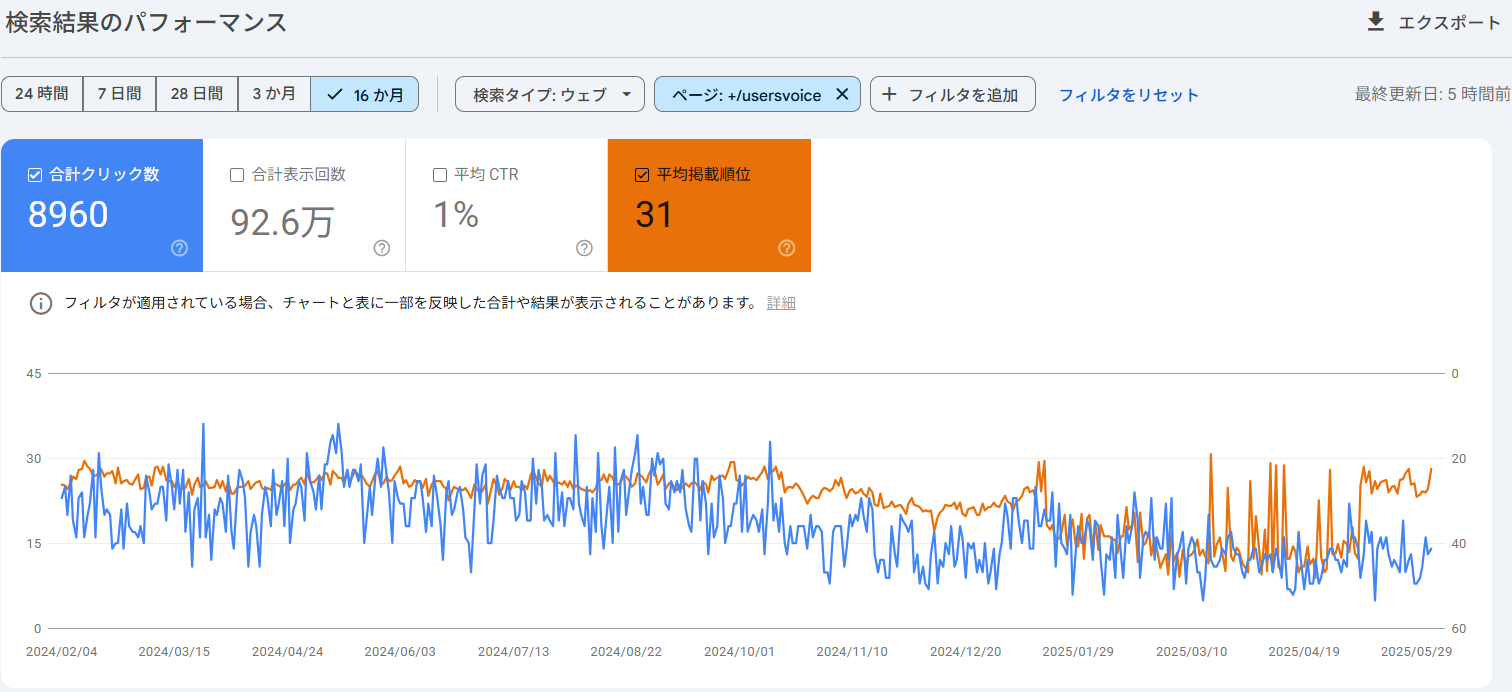 検索結果のパフォーマンス
エクスポート
24 時間 7 日間 28 日間 3 か月 16 か月 検索タイプ: ウェブ ページ: +/usersvoice フィルタを追加 フィルタをリセット 最終更新日: 5 時間前
合計クリック数 合計表示回数 平均 CTR 平均掲載順位
8960 92.6万 1% 31
フィルタが適用されている場合、チャートと表に一部を反映した合計や結果が表示されることがあります。 詳細
45 0
30 20
15 40
0 60
2024/02/04 2024/03/15 2024/04/24 2024/06/03 2024/07/13 2024/08/22 2024/10/01 2024/11/10 2024/12/20 2025/01/29 2025/03/10 2025/04/19 2025/05/29